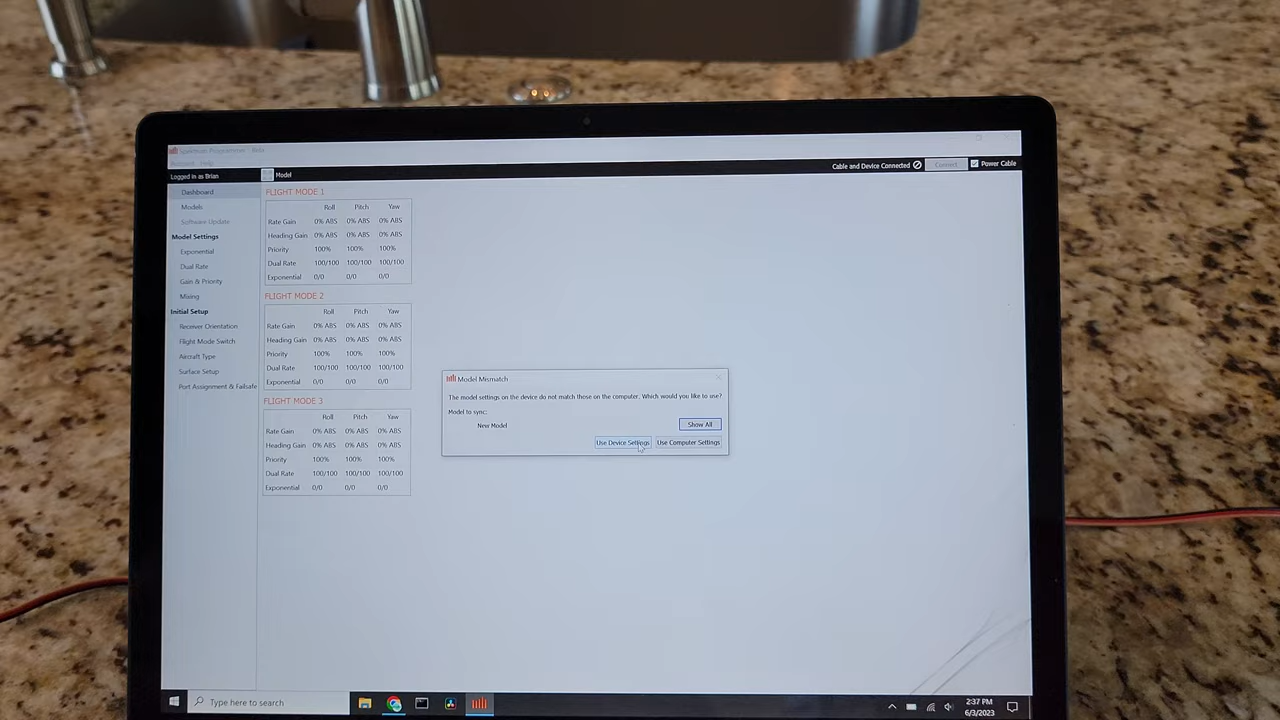 Spektrum Programmer - Beta
Account Help
Logged in as Brian
Model
Cable and Device Connected
Connect
Power Cable
Dashboard
Models
Software Update
Model Settings
Exponential
Dual Rate
Gain & Priority
Mixing
Initial Setup
Receiver Orientation
Flight Mode Switch
Aircraft Type
Surface Setup
Port Assignment & Failsafe
FLIGHT MODE 1
Roll Pitch Yaw
Rate Gain 0% ABS 0% ABS 0% ABS
Heading Gain 0% ABS 0% ABS 0% ABS
Priority 100% 100% 100%
Dual Rate 100/100 100/100 100/100
Exponential 0/0 0/0 0/0
FLIGHT MODE 2
Roll Pitch Yaw
Rate Gain 0% ABS 0% ABS 0% ABS
Heading Gain 0% ABS 0% ABS 0% ABS
Priority 100% 100% 100%
Dual Rate 100/100 100/100 100/100
Exponential 0/0 0/0 0/0
FLIGHT MODE 3
Roll Pitch Yaw
Rate Gain 0% ABS 0% ABS 0% ABS
Heading Gain 0% ABS 0% ABS 0% ABS
Priority 100% 100% 100%
Dual Rate 100/100 100/100 100/100
Exponential 0/0 0/0 0/0
Model Mismatch
The model settings on the device do not match those on the computer. Which would you like to use?
Model to sync:
New Model
Show All
Use Device Settings
Use Computer Settings
Type here to search
2:37 PM
6/3/2023